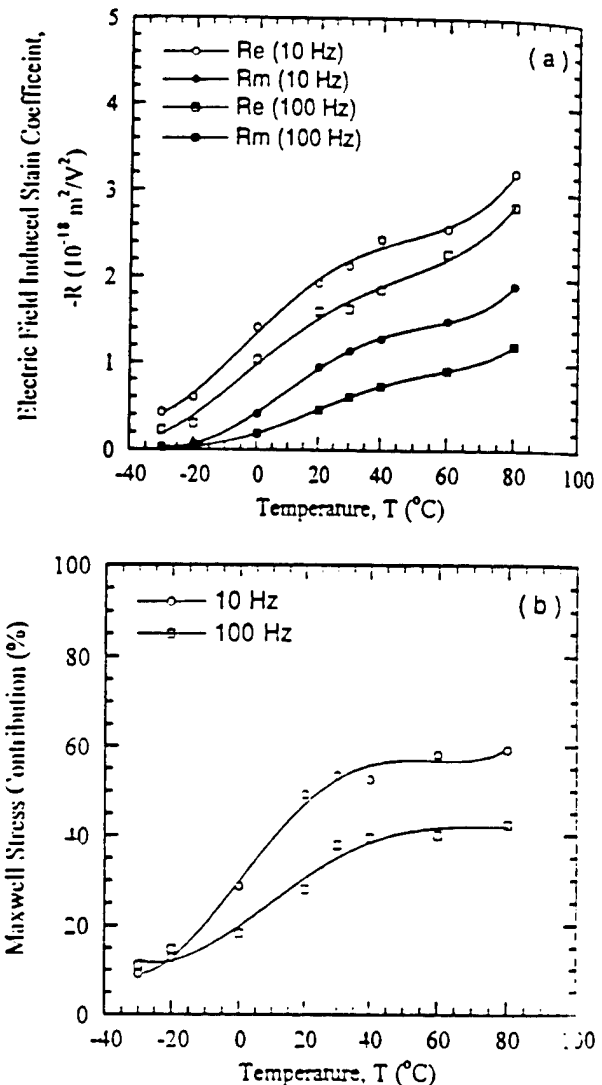 5
4
3
2
1
0
Electric Field Induced Stain Coefficeint,
-R (10⁻¹⁸ m²/V²)
(a)
Re (10 Hz)
Rm (10 Hz)
Re (100 Hz)
Rm (100 Hz)
-40 -20 0 20 40 60 80 100
Temperature, T (°C)
100
80
60
40
20
0
Maxwell Stress Contribution (%)
(b)
10 Hz
100 Hz
-40 -20 0 20 40 60 80
Temperature, T (°C)